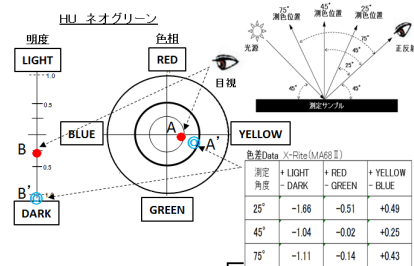 HU ネオグリーン
明度
LIGHT
1.0
0.5
B
0.5
B'
DARK
色相
RED
BLUE
YELLOW
GREEN
A
A'
目視
光源
75°
測色位置
45°
測色位置
25°
測色位置
75°
45°
25°
45°
45°
正反射
測定サンプル
色差Data X-Rite(MA68Ⅱ)
測定角度 + LIGHT - DARK + RED - GREEN + YELLOW - BLUE
25° -1.66 -0.51 +0.49
45° -1.04 -0.02 +0.25
75° -1.11 -0.14 +0.43